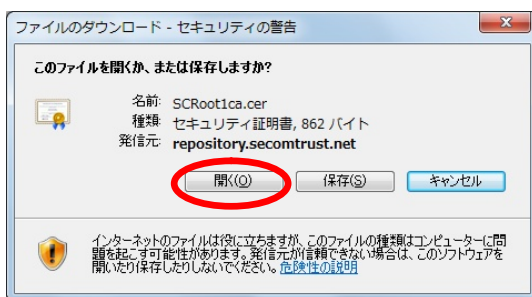 ファイルのダウンロード - セキュリティの警告
このファイルを開くか、または保存しますか?
名前: SCRoot1ca.cer
種類: セキュリティ証明書, 862 バイト
発信元: repository.secomtrust.net
開く(O) 保存(S) キャンセル
インターネットのファイルは役に立ちますが、このファイルの種類はコンピューターに問
題を起こす可能性があります。発信元が信頼できない場合は、このソフトウェアを
開いたり保存したりしないでください。危険性の説明